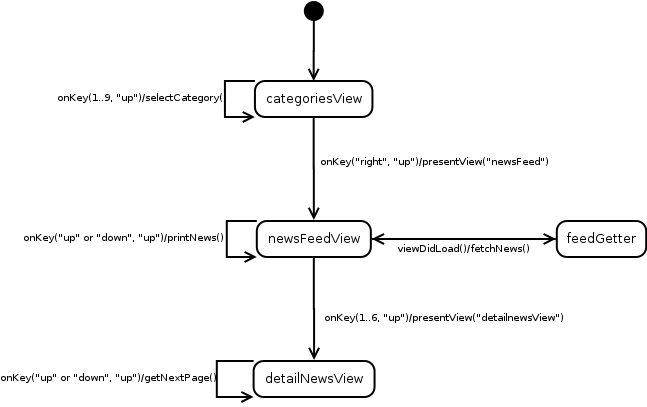 onKey(1..9, "up")/selectCategory(
categoriesView
onKey("right", "up")/presentView("newsFeed")
onKey("up" or "down", "up")/printNews()
newsFeedView
viewDidLoad()/fetchNews()
feedGetter
onKey(1..6, "up")/presentView("detailnewsView")
onKey("up" or "down", "up")/getNextPage()
detailNewsView